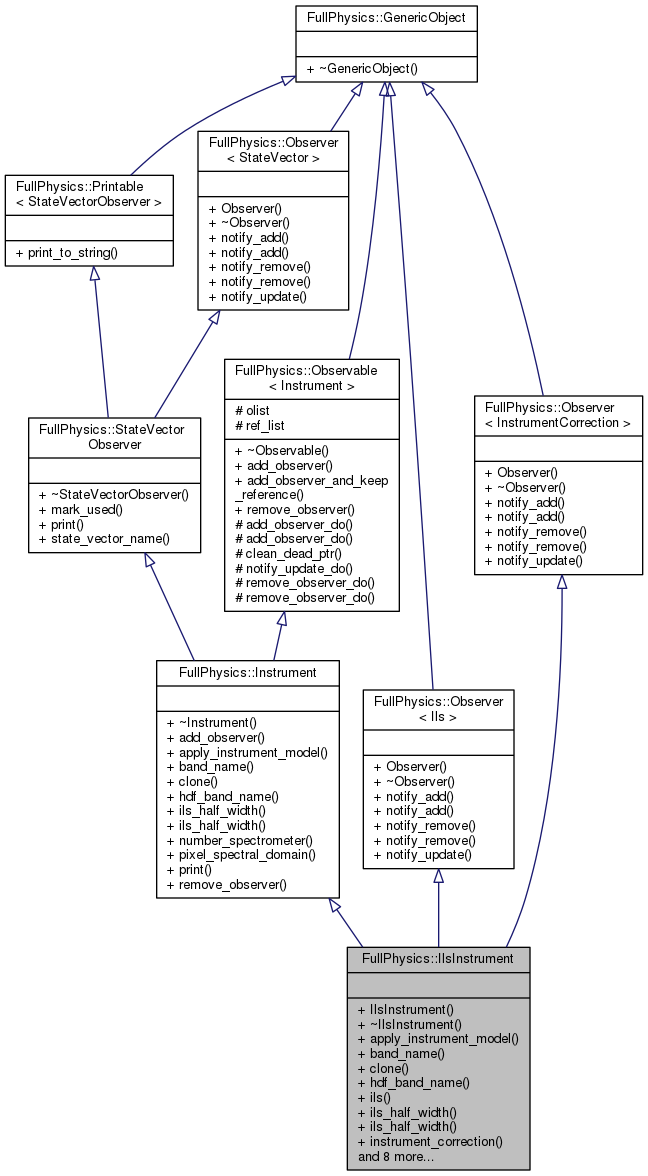 FullPhysics::GenericObject
+ ~GenericObject()
FullPhysics::Printable
< StateVectorObserver >
+ print_to_string()
FullPhysics::Observer
< StateVector >
+ Observer()
+ ~Observer()
+ notify_add()
+ notify_add()
+ notify_remove()
+ notify_remove()
+ notify_update()
FullPhysics::Observable
< Instrument >
# olist
# ref_list
+ ~Observable()
+ add_observer()
+ add_observer_and_keep
_reference()
+ remove_observer()
# add_observer_do()
# add_observer_do()
# clean_dead_ptr()
# notify_update_do()
# remove_observer_do()
# remove_observer_do()
FullPhysics::Observer
< InstrumentCorrection >
+ Observer()
+ ~Observer()
+ notify_add()
+ notify_add()
+ notify_remove()
+ notify_remove()
+ notify_update()
FullPhysics::StateVector
Observer
+ ~StateVectorObserver()
+ mark_used()
+ print()
+ state_vector_name()
FullPhysics::Instrument
+ ~Instrument()
+ add_observer()
+ apply_instrument_model()
+ band_name()
+ clone()
+ hdf_band_name()
+ ils_half_width()
+ ils_half_width()
+ number_spectrometer()
+ pixel_spectral_domain()
+ print()
+ remove_observer()
FullPhysics::Observer
< Ils >
+ Observer()
+ ~Observer()
+ notify_add()
+ notify_add()
+ notify_remove()
+ notify_remove()
+ notify_update()
FullPhysics::IlsInstrument
+ IlsInstrument()
+ ~IlsInstrument()
+ apply_instrument_model()
+ band_name()
+ clone()
+ hdf_band_name()
+ ils()
+ ils_half_width()
+ ils_half_width()
+ instrument_correction()
and 8 more...